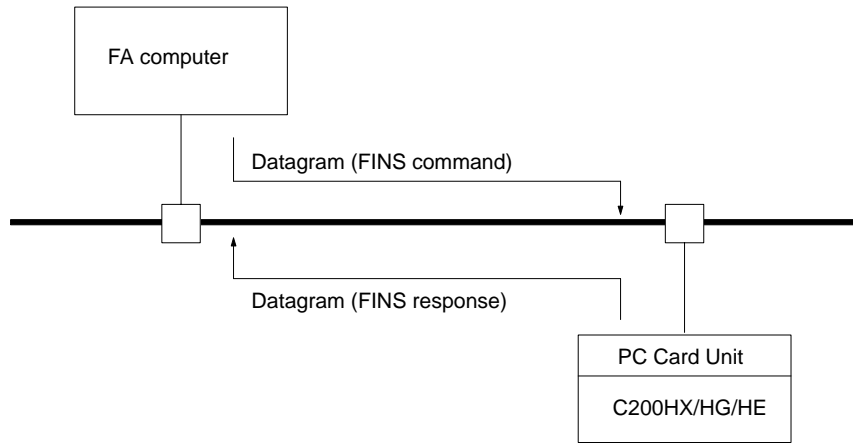 FA computer
Datagram (FINS command)
Datagram (FINS response)
PC Card Unit
C200HX/HG/HE